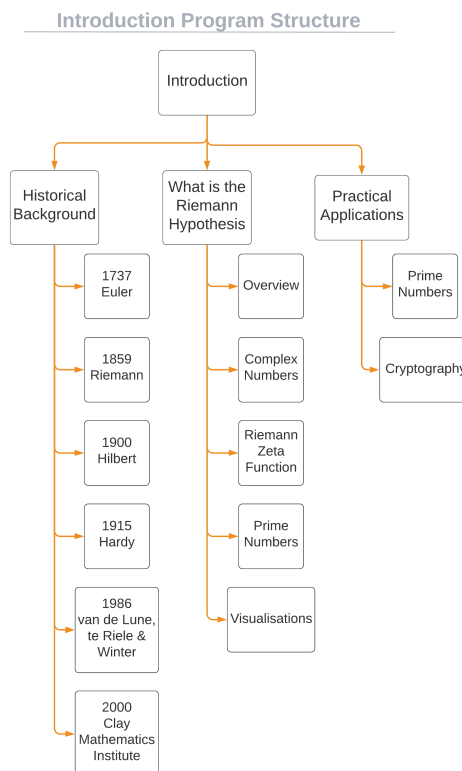 Introduction Program Structure
Introduction
Historical
Background
1737
Euler
1859
Riemann
1900
Hilbert
1915
Hardy
1986
van de Lune,
te Riele &
Winter
2000
Clay
Mathematics
Institute
What is the
Riemann
Hypothesis
Overview
Complex
Numbers
Riemann
Zeta
Function
Prime
Numbers
Visualisations
Practical
Applications
Prime
Numbers
Cryptography